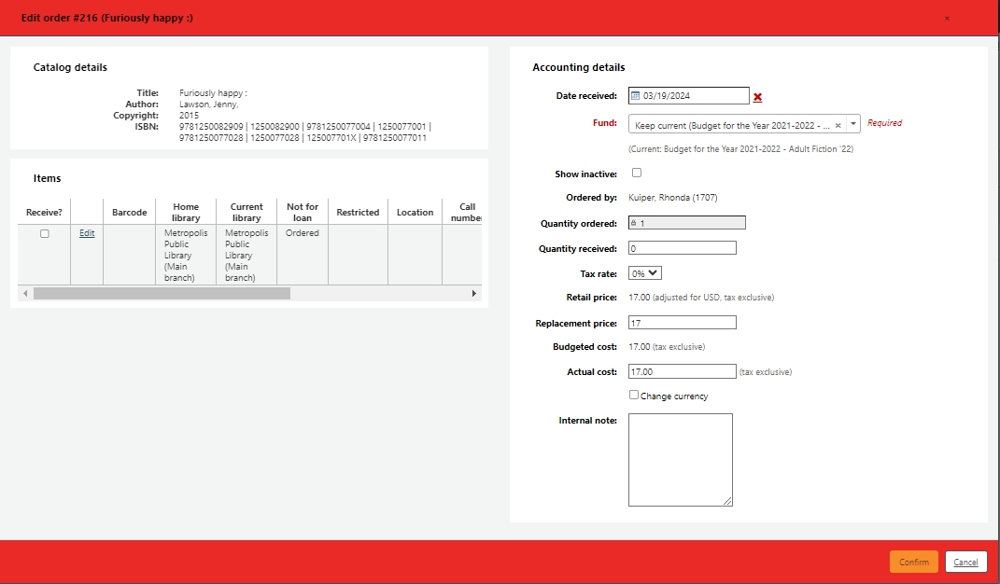 Edit order #216 (Furiously happy :)
×
Catalog details
Title: Furiously happy :
Author: Lawson, Jenny,
Copyright: 2015
ISBN: 9781250082909 | 1250082900 | 9781250077004 | 1250077001 |
9781250077028 | 1250077028 | 125007701X | 9781250077011
Items
Receive? Barcode Home library Current library Not for loan Restricted Location Call number
Edit Metropolis Public Library (Main branch) Metropolis Public Library (Main branch) Ordered
Accounting details
Date received: 03/19/2024
Fund: Keep current (Budget for the Year 2021-2022 - ... × Required
(Current: Budget for the Year 2021-2022 - Adult Fiction '22)
Show inactive:
Ordered by: Kuiper, Rhonda (1707)
Quantity ordered: 1
Quantity received: 0
Tax rate: 0%
Retail price: 17.00 (adjusted for USD, tax exclusive)
Replacement price: 17
Budgeted cost: 17.00 (tax exclusive)
Actual cost: 17.00 (tax exclusive)
Change currency
Internal note:
Confirm Cancel